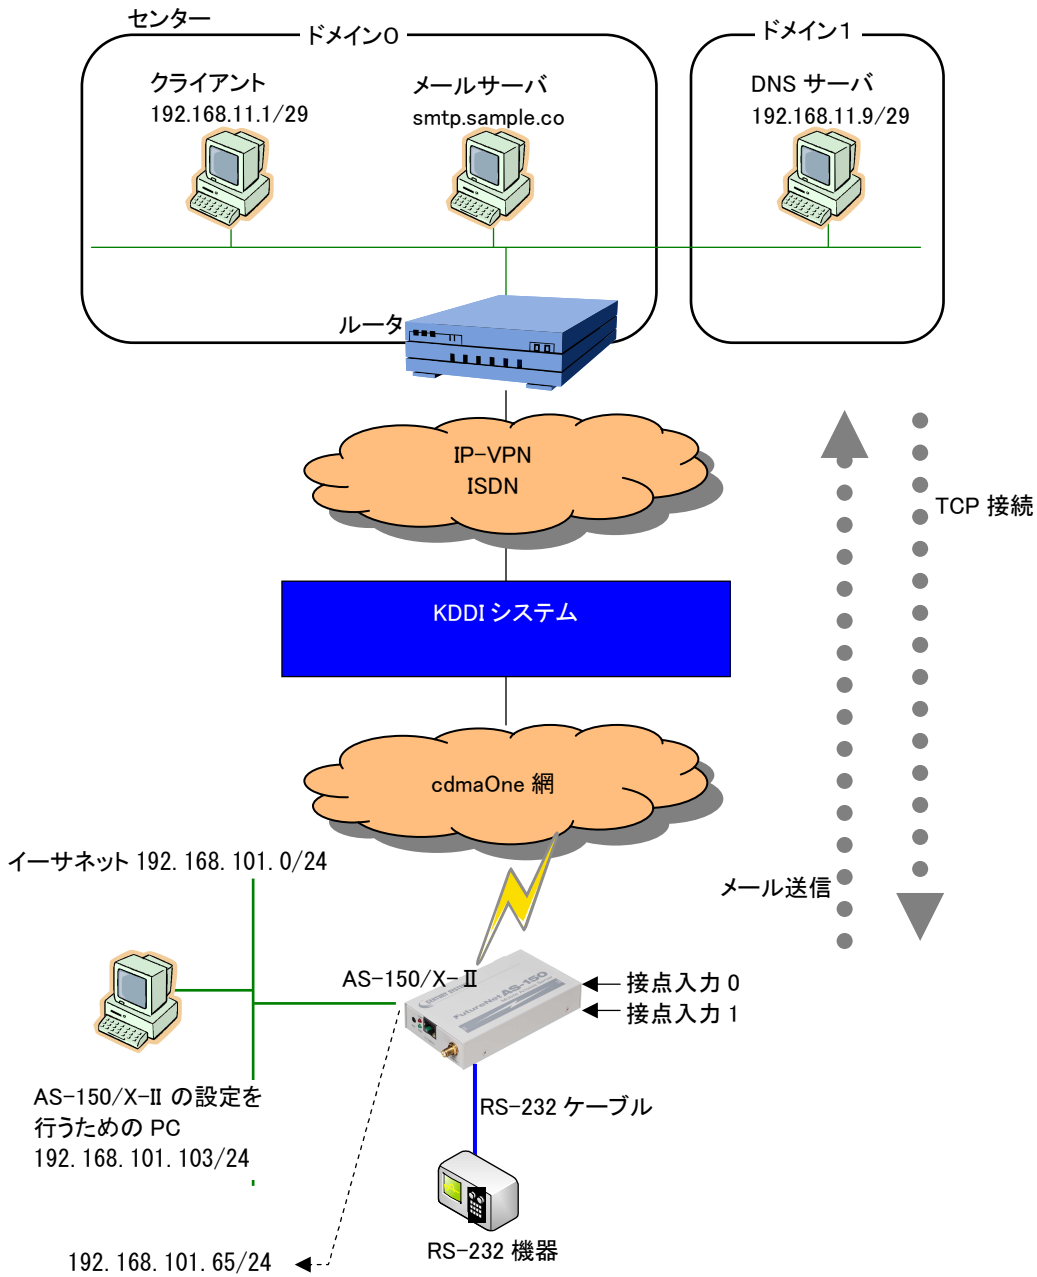 センター
ドメイン0
ドメイン1
クライアント
192.168.11.1/29
メールサーバ
smtp.sample.co
DNS サーバ
192.168.11.9/29
ルータ
IP-VPN
ISDN
TCP 接続
KDDI システム
cdmaOne 網
イーサネット 192.168.101.0/24
メール送信
AS-150/X-Ⅱ
FutureNet AS-150
接点入力 0
接点入力 1
AS-150/X-II の設定を
行うための PC
192.168.101.103/24
RS-232 ケーブル
RS-232 機器
192.168.101.65/24